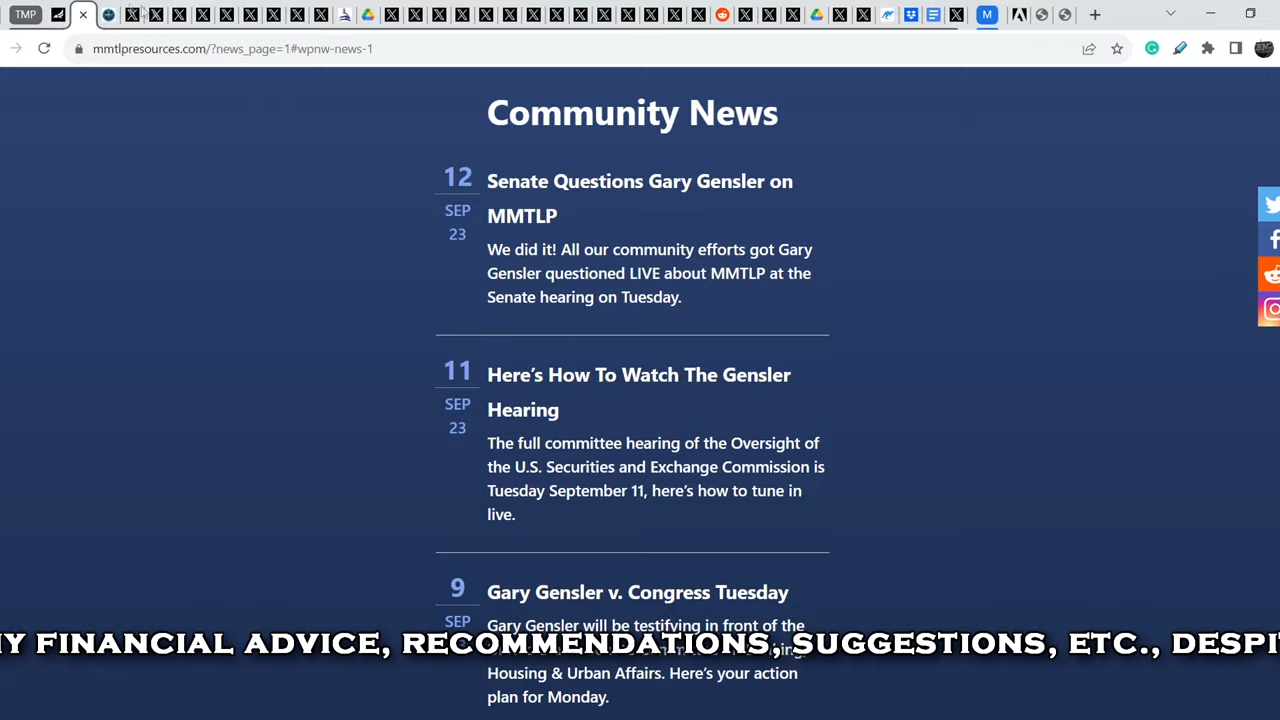 TMP
M
mmtlpresources.com/?news_page=1#wpnw-news-1
Community News
12
SEP
23
Senate Questions Gary Gensler on
MMTLP
We did it! All our community efforts got Gary
Gensler questioned LIVE about MMTLP at the
Senate hearing on Tuesday.
11
SEP
23
Here's How To Watch The Gensler
Hearing
The full committee hearing of the Oversight of
the U.S. Securities and Exchange Commission is
Tuesday September 11, here's how to tune in
live.
9
SEP
Gary Gensler v. Congress Tuesday
Gary Gensler will be testifying in front of the
Housing & Urban Affairs. Here's your action
plan for Monday.
NY FINANCIAL ADVICE, RECOMMENDATIONS, SUGGESTIONS, ETC., DESPI